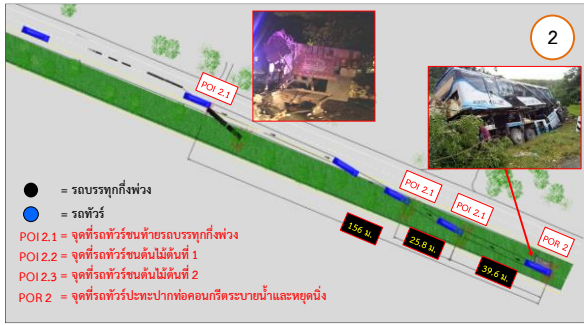 2
POI 2.1
POI 2.1
POI 2.1
POR 2
156 ม.
25.8 ม.
39.6 ม.
= รถบรรทุกกึ่งพ่วง
= รถทัวร์
POI 2.1 = จุดที่รถทัวร์ชนท้ายรถบรรทุกกึ่งพ่วง
POI 2.2 = จุดที่รถทัวร์ชนต้นไม้ต้นที่ 1
POI 2.3 = จุดที่รถทัวร์ชนต้นไม้ต้นที่ 2
POR 2 = จุดที่รถทัวร์ปะทะปากท่อคอนกรีตระบายน้ำและหยุดนิ่ง